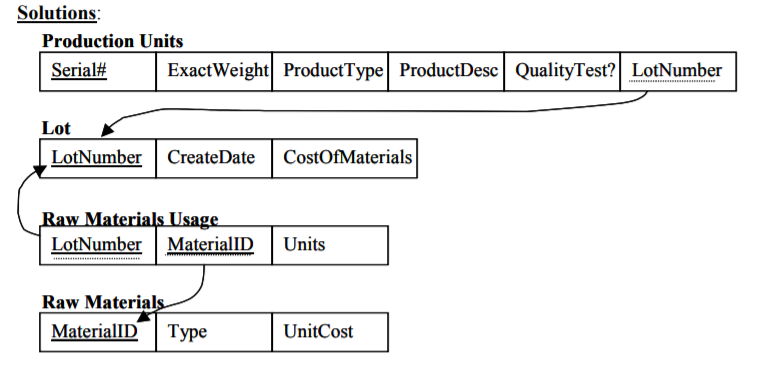 Solutions:
Production Units
Serial# ExactWeight ProductType ProductDesc QualityTest? LotNumber
Lot
LotNumber CreateDate CostOfMaterials
Raw Materials Usage
LotNumber MaterialID Units
Raw Materials
MaterialID Type UnitCost